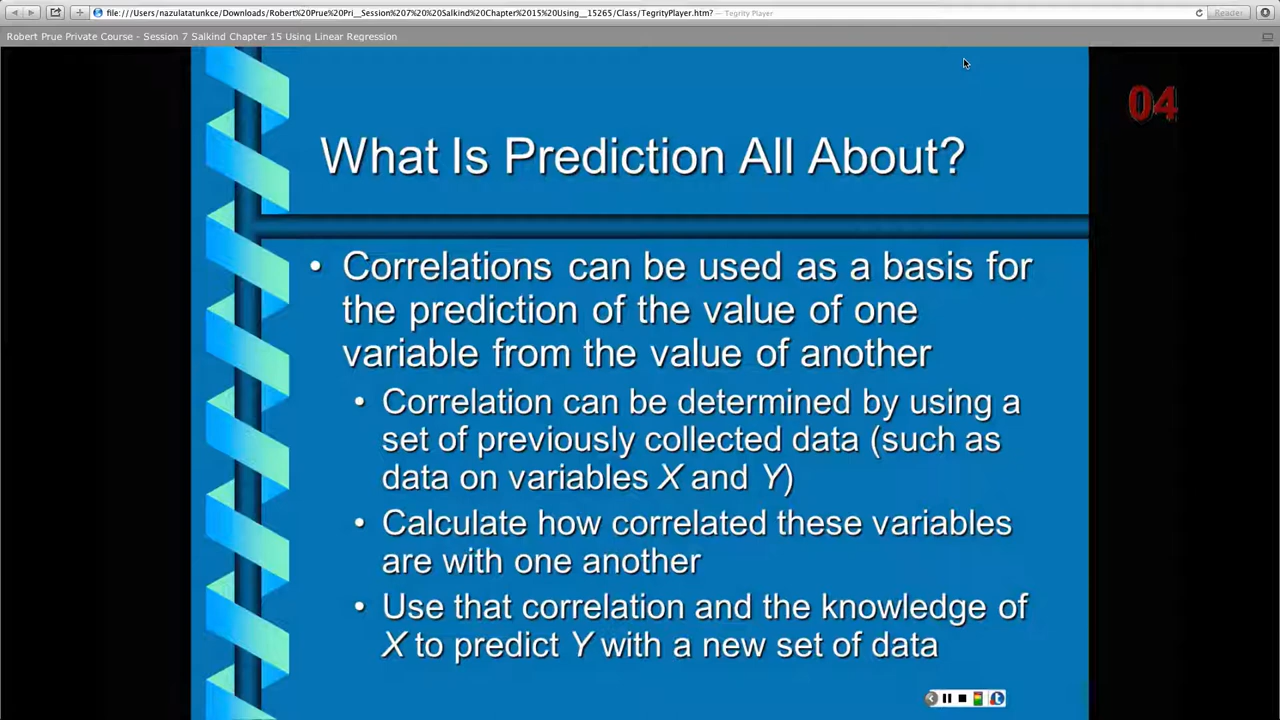 file:///Users/nazulatatunkce/Downloads/Robert%20Prue%20Pri__Session%207%20%20Salkind%20Chapter%2015%20Using__15265/Class/TegrityPlayer.htm? Tegrity Player
Reader
Robert Prue Private Course - Session 7 Salkind Chapter 15 Using Linear Regression
04
What Is Prediction All About?
• Correlations can be used as a basis for
the prediction of the value of one
variable from the value of another
• Correlation can be determined by using a
set of previously collected data (such as
data on variables X and Y)
• Calculate how correlated these variables
are with one another
• Use that correlation and the knowledge of
X to predict Y with a new set of data
t